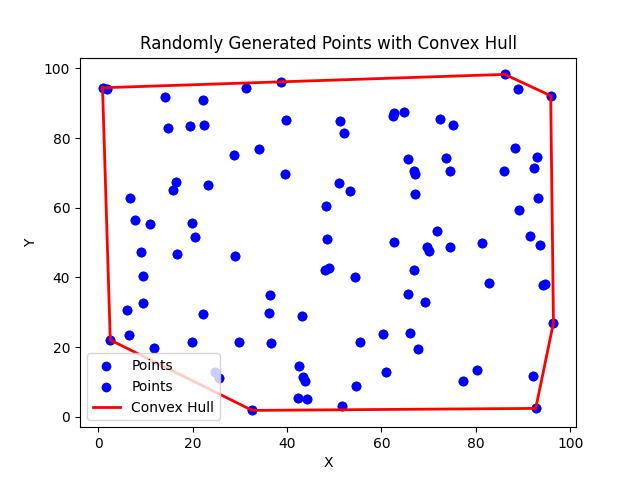 Randomly Generated Points with Convex Hull
100
80
60
40
20
0
Y
Points
Points
Convex Hull
0 20 40 60 80 100
X